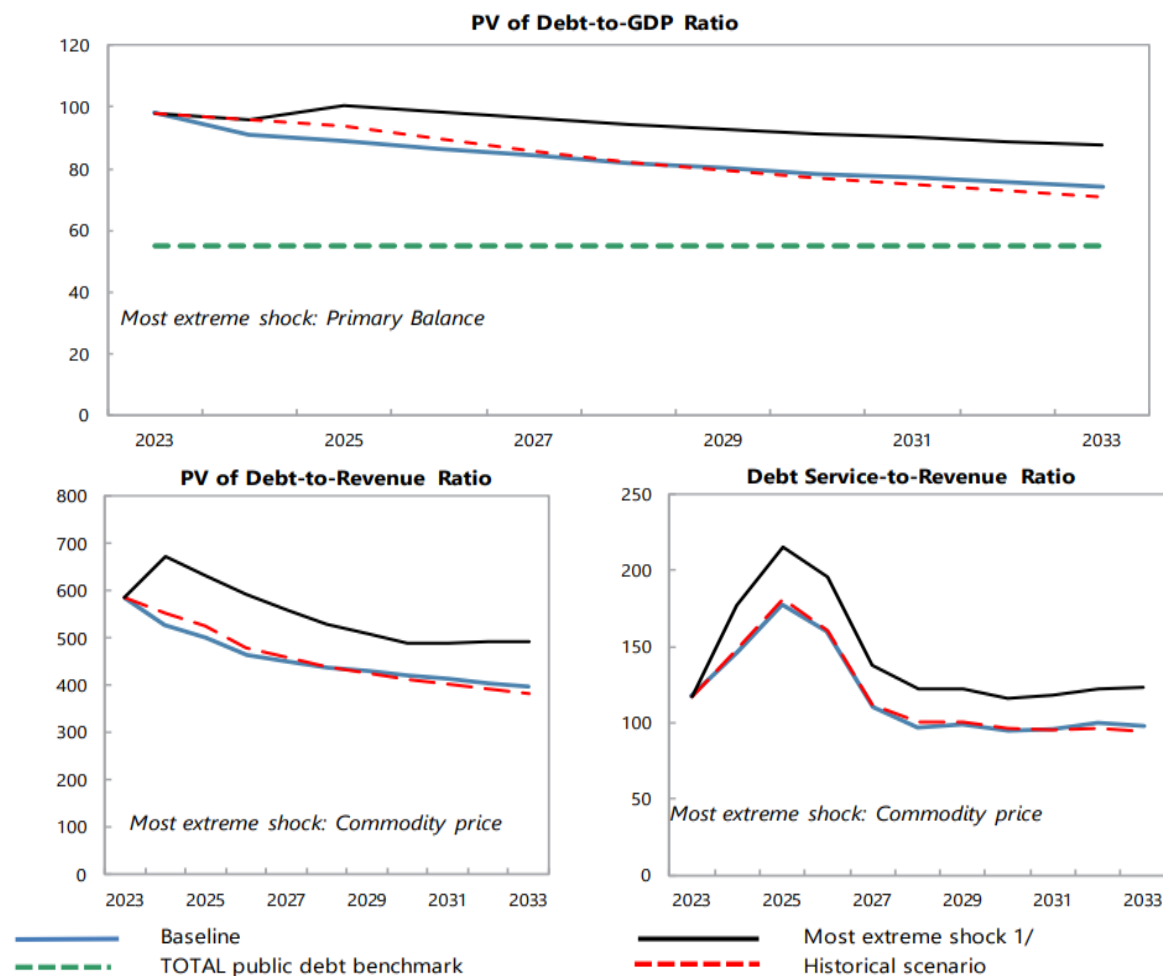 PV of Debt-to-GDP Ratio
120
100
80
60
40
20
0
Most extreme shock: Primary Balance
2023 2025 2027 2029 2031 2033
PV of Debt-to-Revenue Ratio
800
700
600
500
400
300
200
100
0
Most extreme shock: Commodity price
2023 2025 2027 2029 2031 2033
Debt Service-to-Revenue Ratio
250
200
150
100
50
0
Most extreme shock: Commodity price
2023 2025 2027 2029 2031 2033
Baseline
TOTAL public debt benchmark
Most extreme shock 1/
Historical scenario